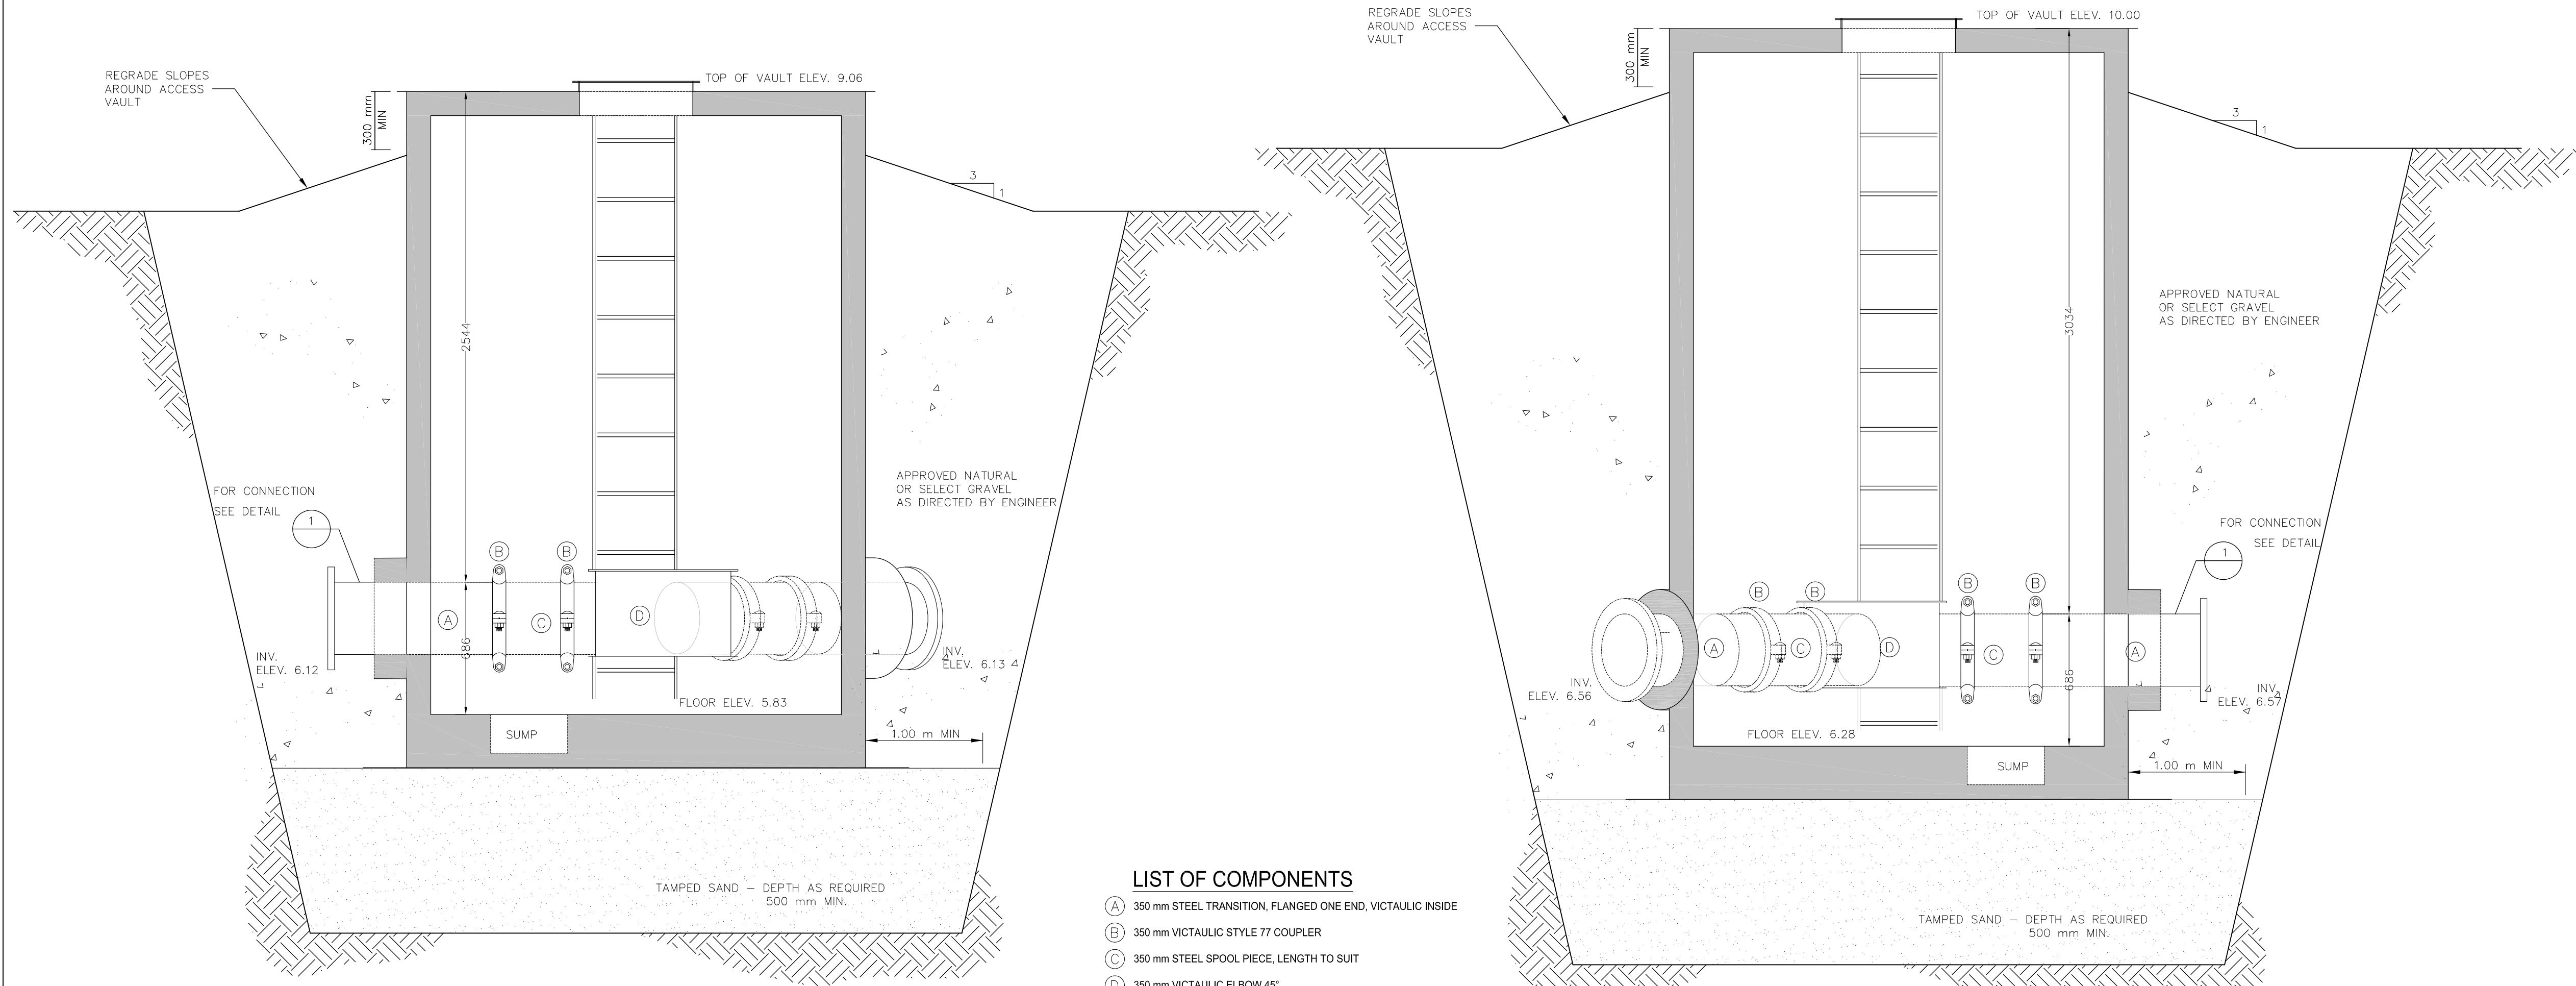 REGRADE SLOPES
AROUND ACCESS
VAULT
300 mm
MIN
TOP OF VAULT ELEV. 9.06
3
1
2544
686
FOR CONNECTION
SEE DETAIL
1
B
B
A
C
D
INV.
ELEV. 6.12
APPROVED NATURAL
OR SELECT GRAVEL
AS DIRECTED BY ENGINEER
INV.
ELEV. 6.13
FLOOR ELEV. 5.83
SUMP
1.00 m MIN
TAMPED SAND – DEPTH AS REQUIRED
500 mm MIN.
LIST OF COMPONENTS
A 350 mm STEEL TRANSITION, FLANGED ONE END, VICTAULIC INSIDE
B 350 mm VICTAULIC STYLE 77 COUPLER
C 350 mm STEEL SPOOL PIECE, LENGTH TO SUIT
D 350 mm VICTAULIC ELBOW 45°
REGRADE SLOPES
AROUND ACCESS
VAULT
300 mm
MIN
TOP OF VAULT ELEV. 10.00
3
1
3034
686
APPROVED NATURAL
OR SELECT GRAVEL
AS DIRECTED BY ENGINEER
FOR CONNECTION
SEE DETAIL
1
B
B
B
B
A
C
D
C
A
INV.
ELEV. 6.56
INV.
ELEV. 6.57
FLOOR ELEV. 6.28
SUMP
1.00 m MIN
TAMPED SAND – DEPTH AS REQUIRED
500 mm MIN.